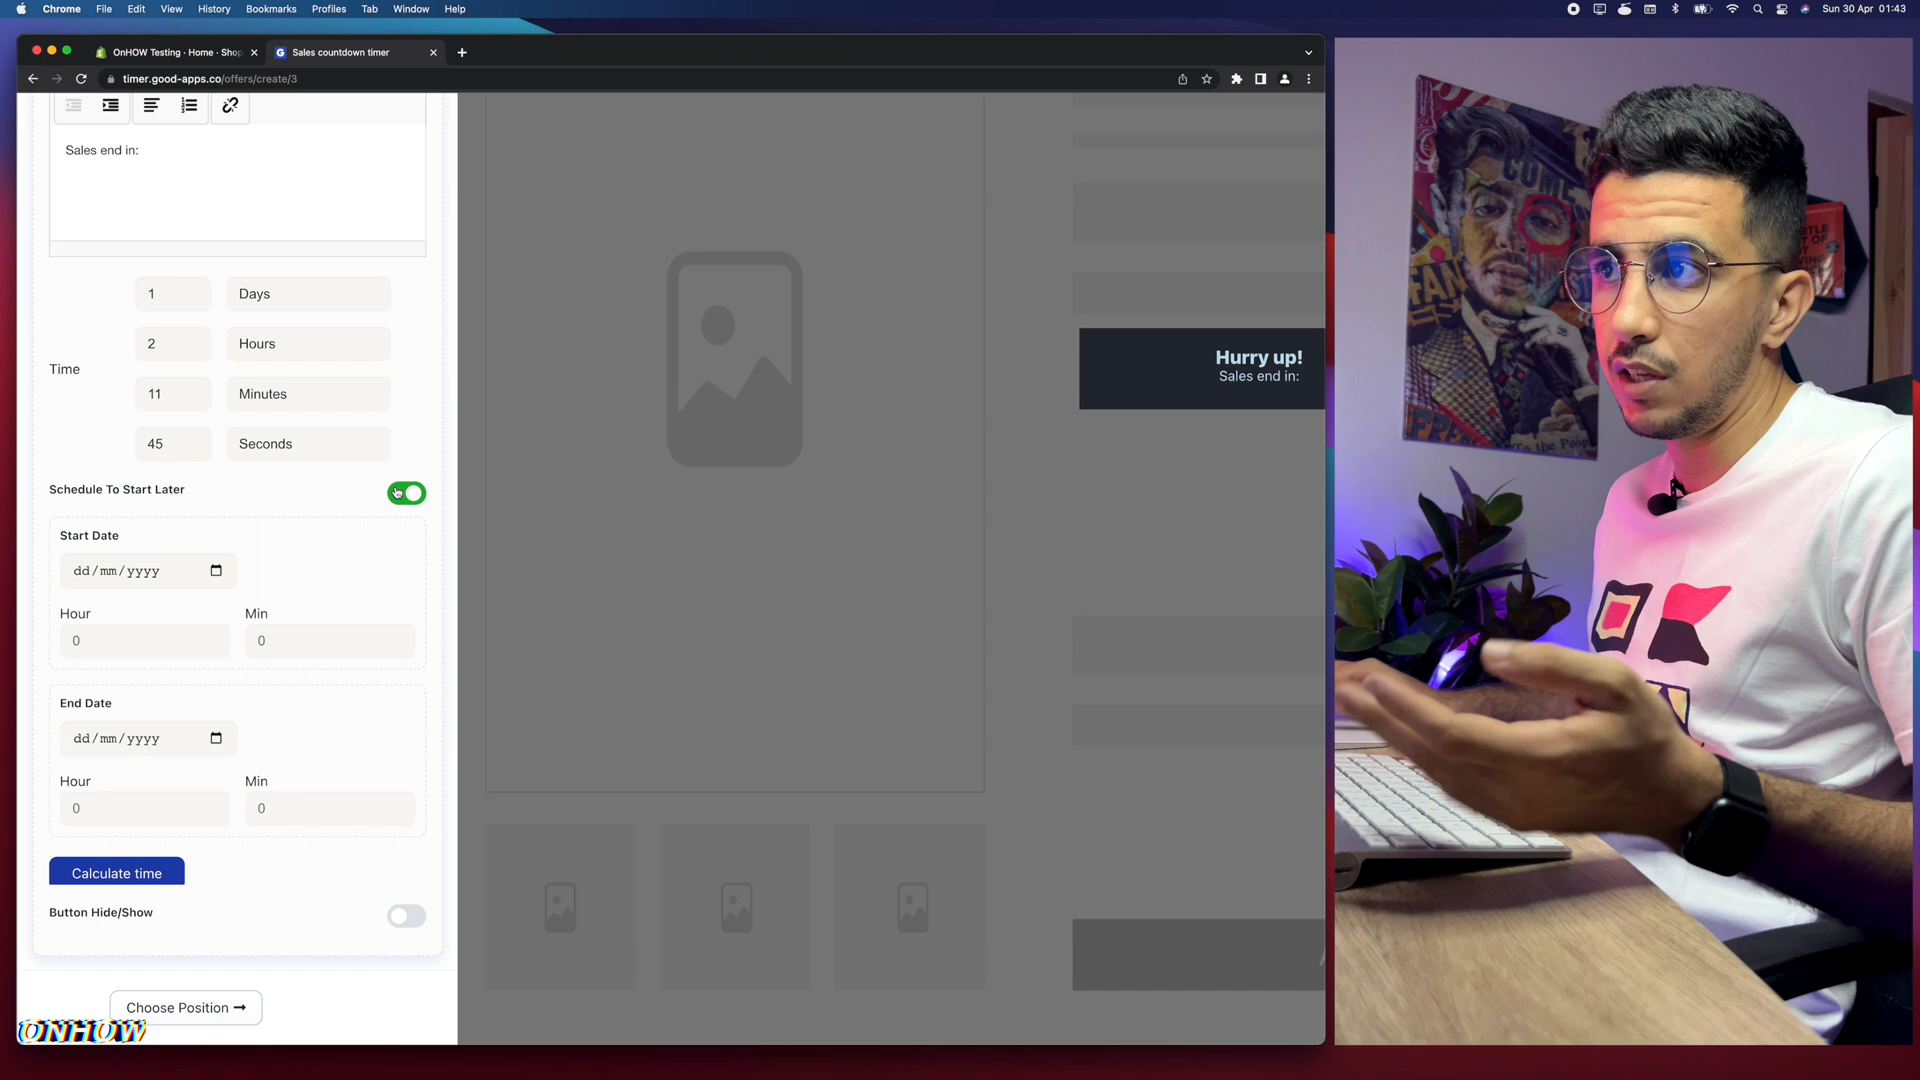 Chrome File Edit View History Bookmarks Profiles Tab Window Help Sun 30 Apr 01:43
OnHOW Testing · Home · Shop Sales countdown timer
timer.good-apps.co/offers/create/3
Sales end in:
1 Days
2 Hours
Time
11 Minutes
45 Seconds
Schedule To Start Later
Start Date
dd/mm/yyyy
Hour Min
0 0
End Date
dd/mm/yyyy
Hour Min
0 0
Calculate time
Button Hide/Show
Choose Position
ONHOW
Hurry up!
Sales end in: